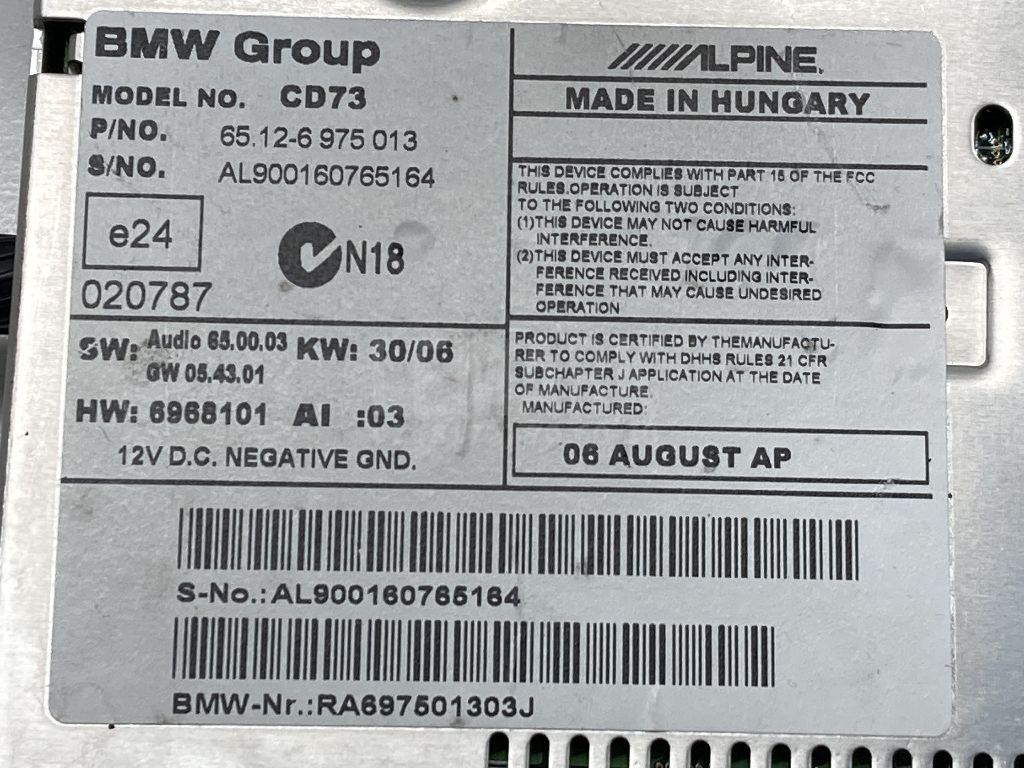 BMW Group
MODEL NO. CD73
P/NO. 65.12-6 975 013
S/NO. AL900160765164
e24
N18
020787
SW: Audio 65.00.03 KW: 30/06
GW 05.43.01
HW: 6968101 AI :03
12V D.C. NEGATIVE GND.
ALPINE
MADE IN HUNGARY
THIS DEVICE COMPLIES WITH PART 15 OF THE FCC
RULES.OPERATION IS SUBJECT
TO THE FOLLOWING TWO CONDITIONS:
(1)THIS DEVICE MAY NOT CAUSE HARMFUL
INTERFERENCE.
(2)THIS DEVICE MUST ACCEPT ANY INTER-
FERENCE RECEIVED INCLUDING INTER-
FERENCE THAT MAY CAUSE UNDESIRED
OPERATION
PRODUCT IS CERTIFIED BY THEMANUFACTU-
RER TO COMPLY WITH DHHS RULES 21 CFR
SUBCHAPTER J APPLICATION AT THE DATE
OF MANUFACTURE.
MANUFACTURED:
06 AUGUST AP
S-No.:AL900160765164
BMW-Nr.:RA697501303J